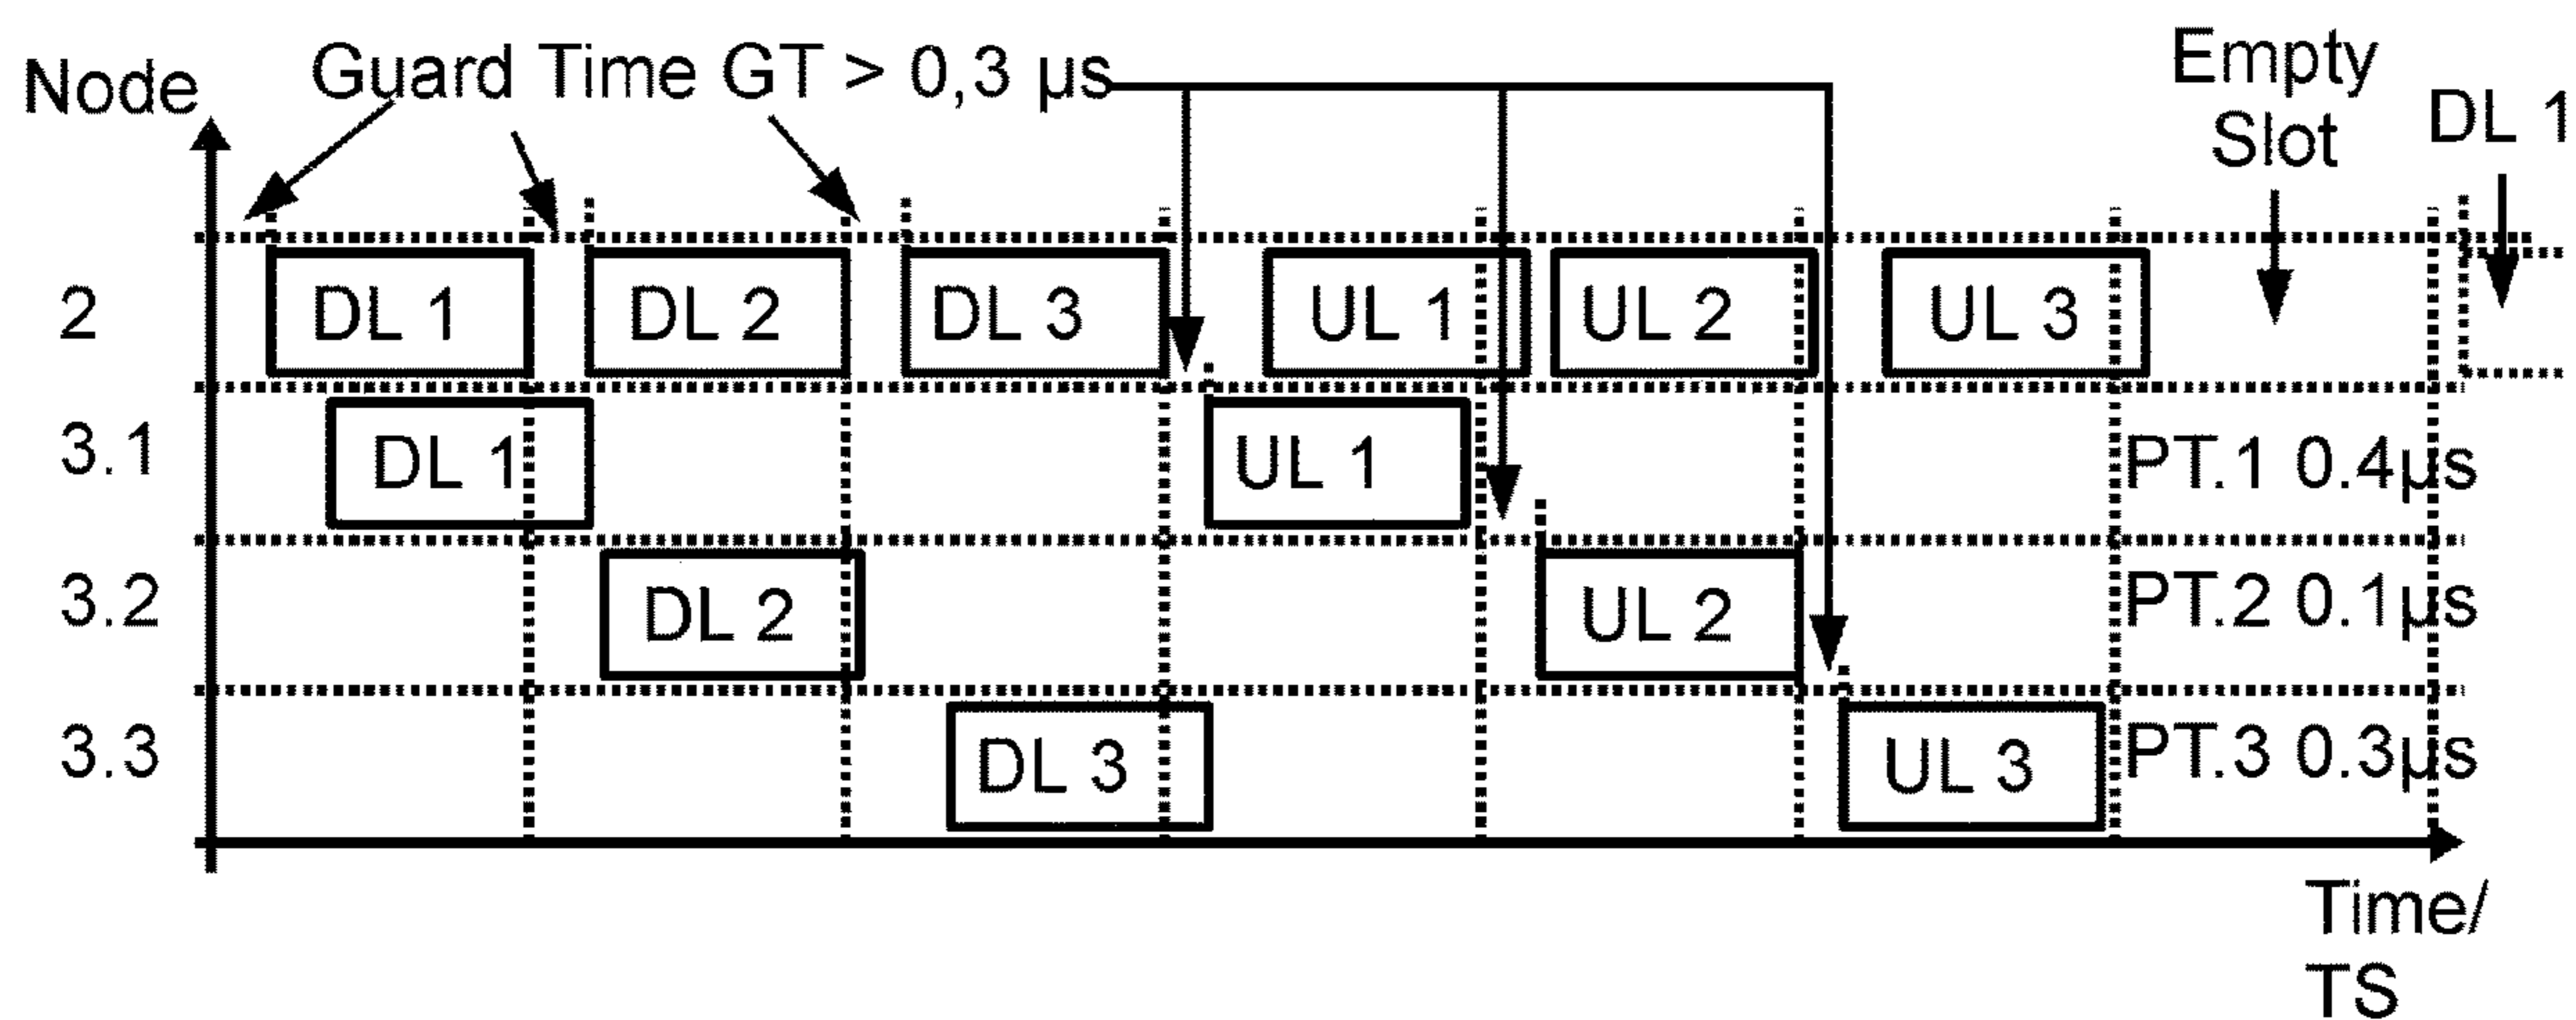 Node
Guard Time GT > 0,3 µs
Empty
Slot
DL 1
2
DL 1
DL 2
DL 3
UL 1
UL 2
UL 3
3.1
DL 1
UL 1
PT.1 0.4µs
3.2
DL 2
UL 2
PT.2 0.1µs
3.3
DL 3
UL 3
PT.3 0.3µs
Time/
TS